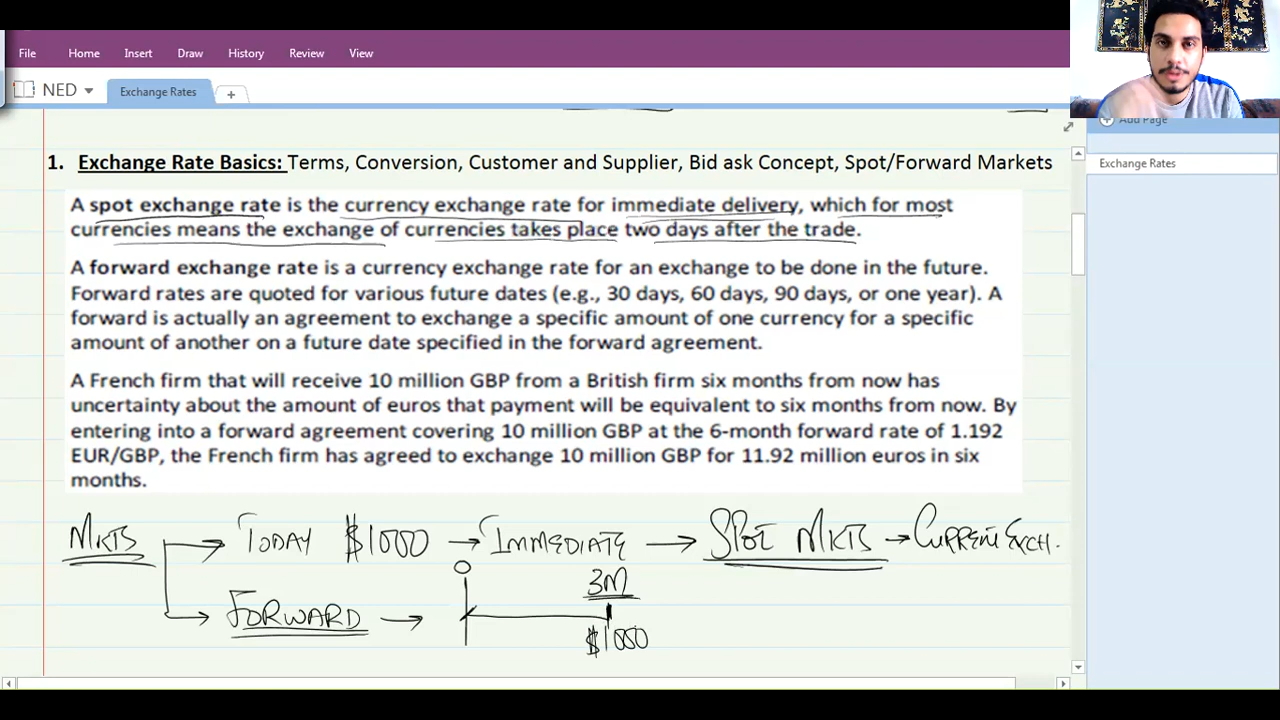 File Home Insert Draw History Review View
NED Exchange Rates +
Add Page
Exchange Rates
1. Exchange Rate Basics: Terms, Conversion, Customer and Supplier, Bid ask Concept, Spot/Forward Markets
A spot exchange rate is the currency exchange rate for immediate delivery, which for most
currencies means the exchange of currencies takes place two days after the trade.
A forward exchange rate is a currency exchange rate for an exchange to be done in the future.
Forward rates are quoted for various future dates (e.g., 30 days, 60 days, 90 days, or one year). A
forward is actually an agreement to exchange a specific amount of one currency for a specific
amount of another on a future date specified in the forward agreement.
A French firm that will receive 10 million GBP from a British firm six months from now has
uncertainty about the amount of euros that payment will be equivalent to six months from now. By
entering into a forward agreement covering 10 million GBP at the 6-month forward rate of 1.192
EUR/GBP, the French firm has agreed to exchange 10 million GBP for 11.92 million euros in six
months.
MKTS → TODAY $1000 → IMMEDIATE → SPOT MKTS → CURRENT EXCH.
0 3M
→ FORWARD →
$1000